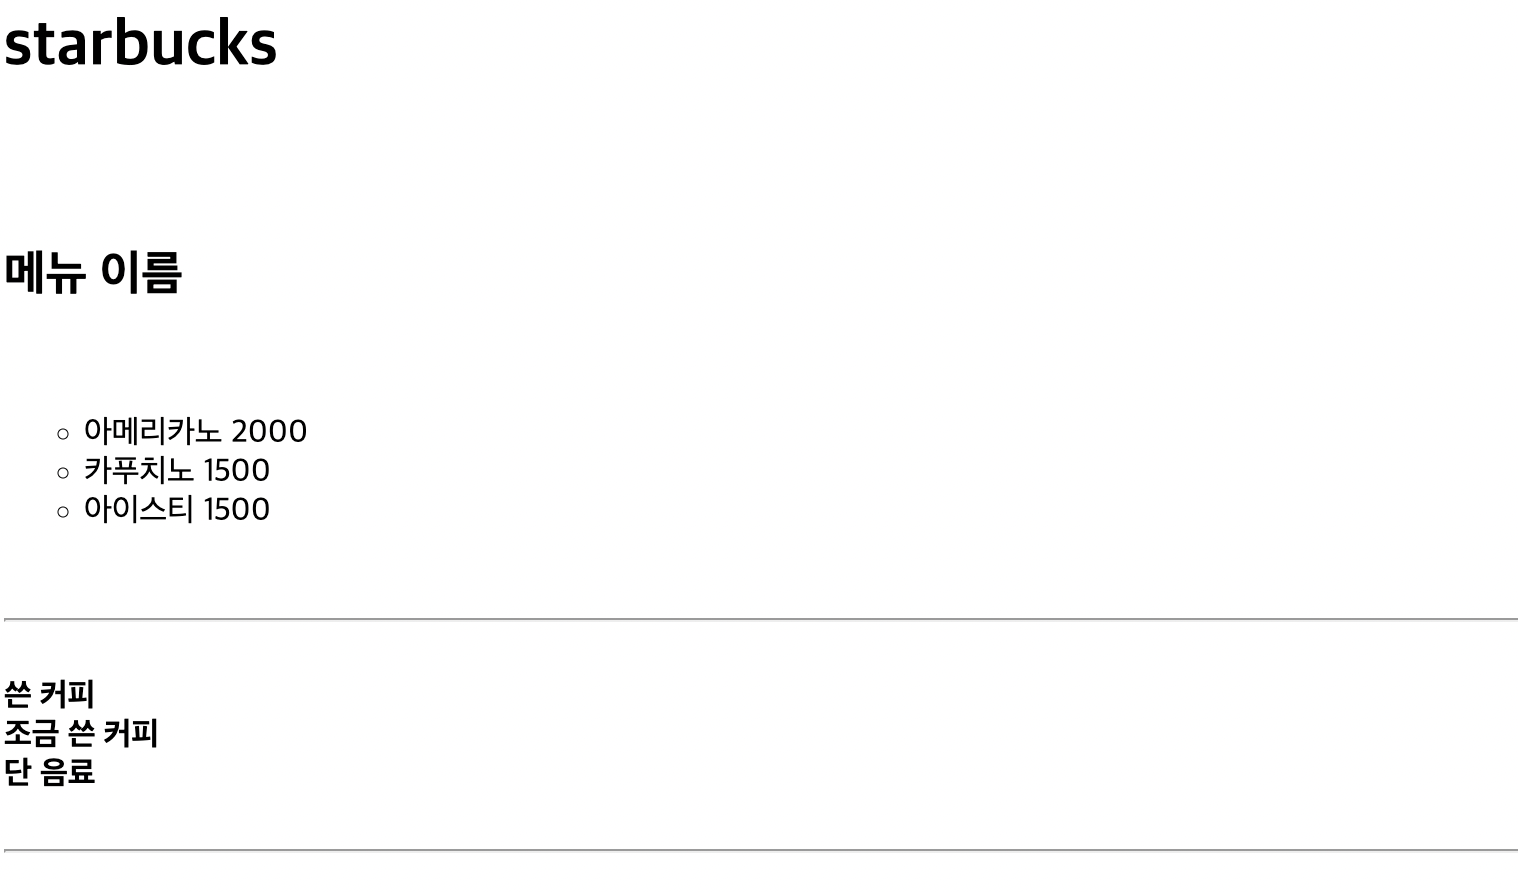 starbucks
메뉴 이름
아메리카노 2000
카푸치노 1500
아이스티 1500
쓴 커피
조금 쓴 커피
단 음료